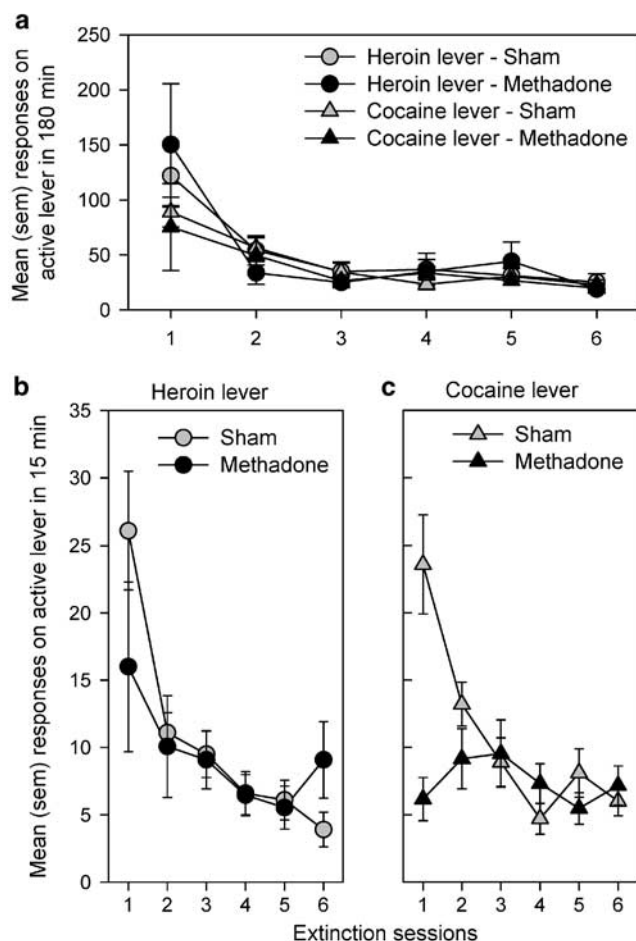 a
Mean (sem) responses on
active lever in 180 min
250
200
150
100
50
0
Heroin lever - Sham
Heroin lever - Methadone
Cocaine lever - Sham
Cocaine lever - Methadone
1 2 3 4 5 6
b Heroin lever
Mean (sem) responses on active lever in 15 min
35
30
25
20
15
10
5
0
Sham
Methadone
1 2 3 4 5 6
c Cocaine lever
Sham
Methadone
1 2 3 4 5 6
Extinction sessions